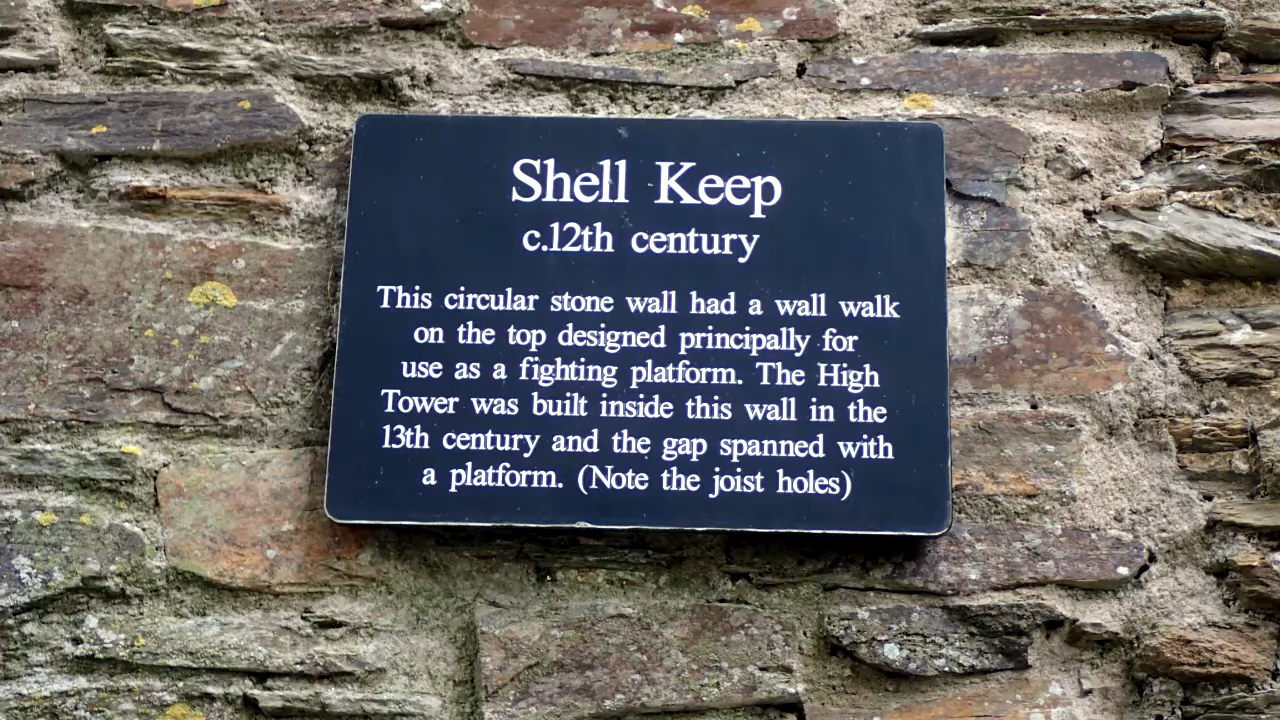 Shell Keep
c.12th century
This circular stone wall had a wall walk
on the top designed principally for
use as a fighting platform. The High
Tower was built inside this wall in the
13th century and the gap spanned with
a platform. (Note the joist holes)